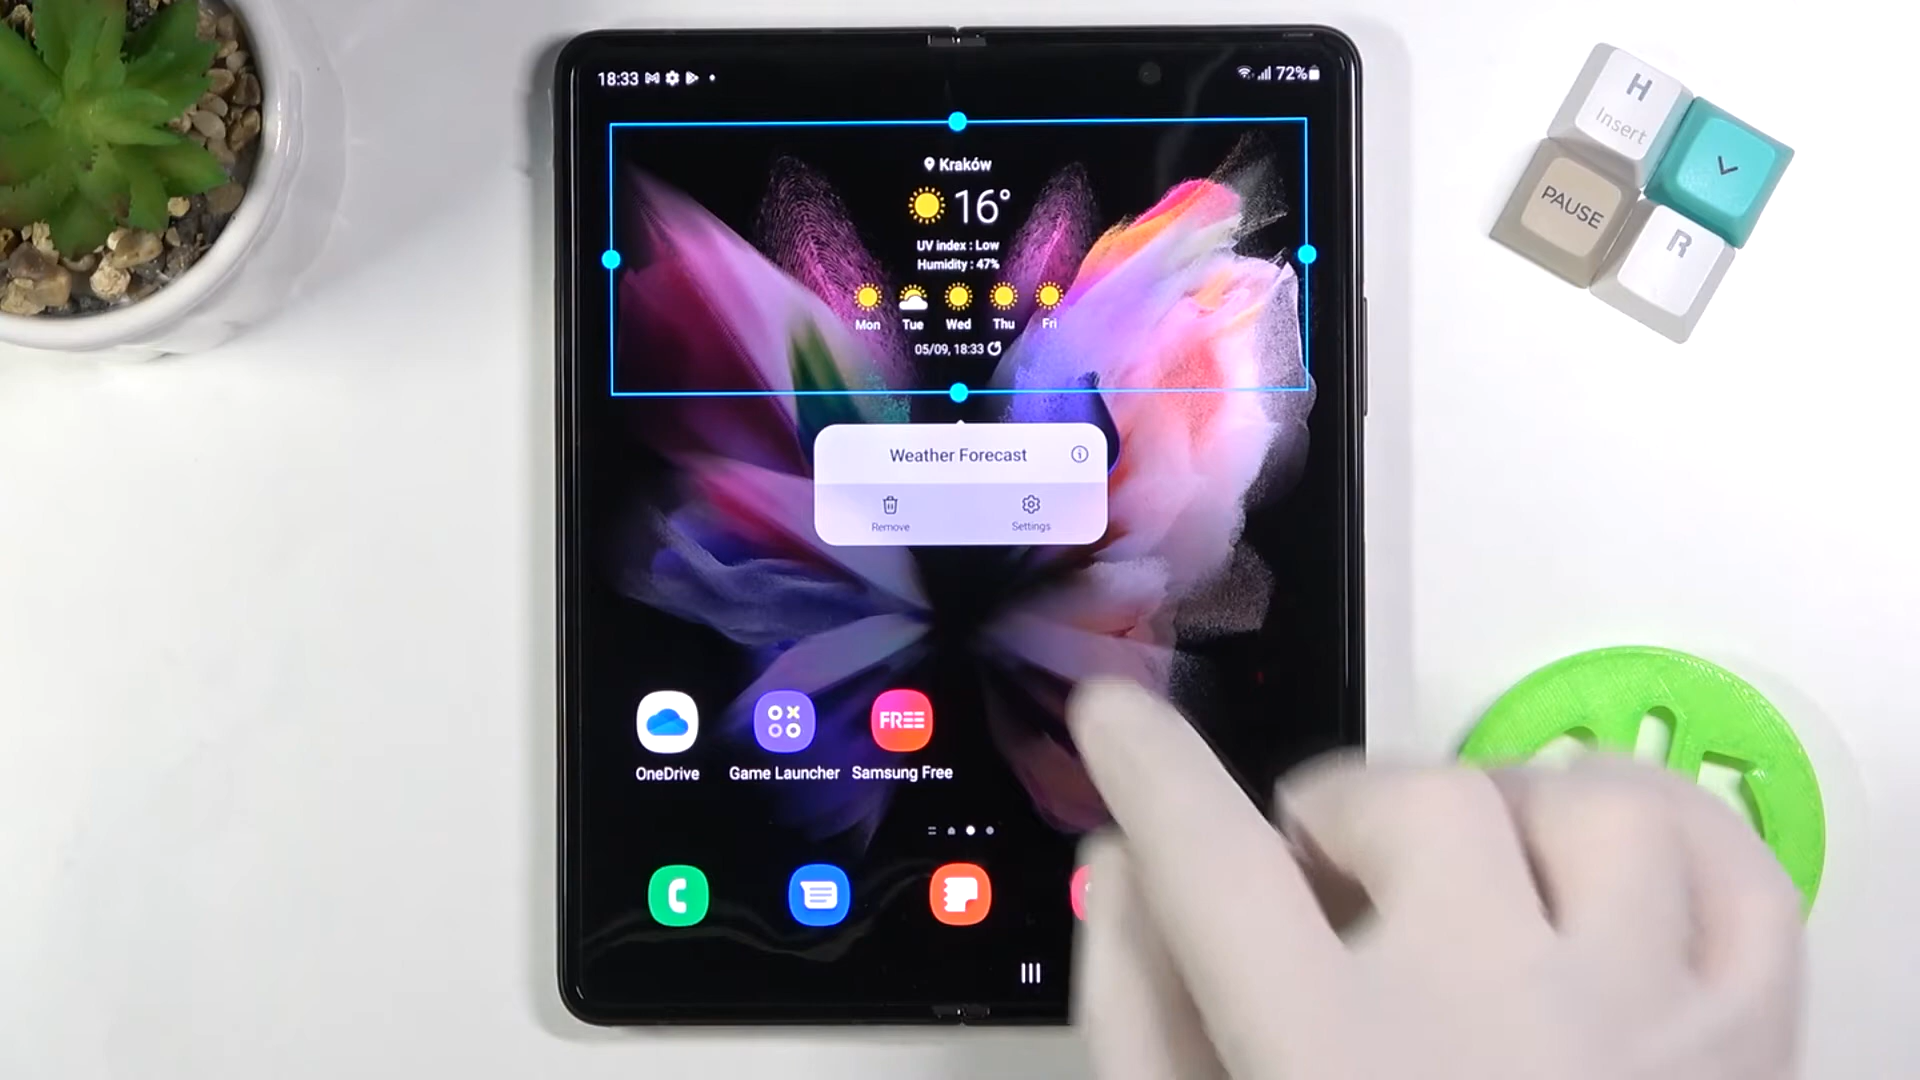 18:33
72%
Kraków
16°
UV index : Low
Humidity : 47%
Mon Tue Wed Thu Fri
05/09, 18:33
Weather Forecast
Remove Settings
FREE
OneDrive Game Launcher Samsung Free
H
Insert
PAUSE
R